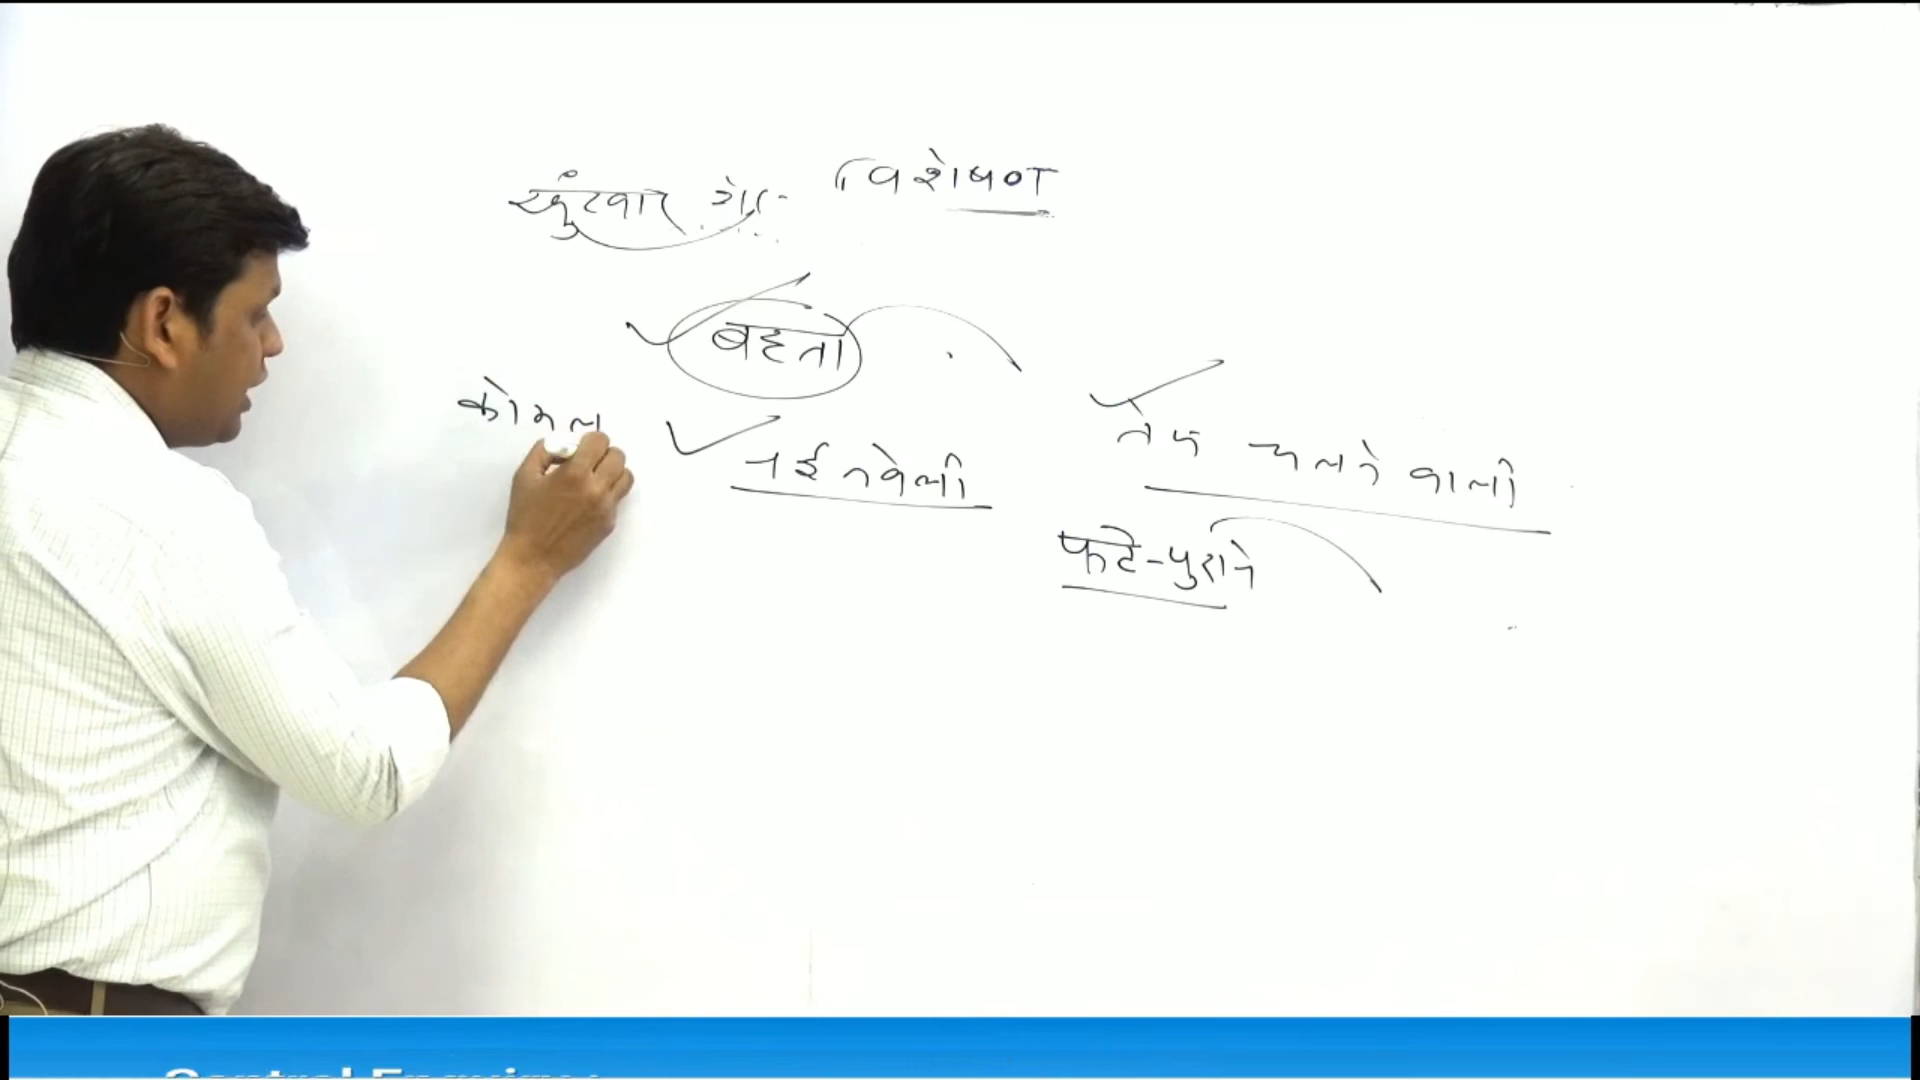 खुंखार शेर
विशेषण
बहता
कोमल
नई नवेली
तेज चलने वाली
फटे-पुराने